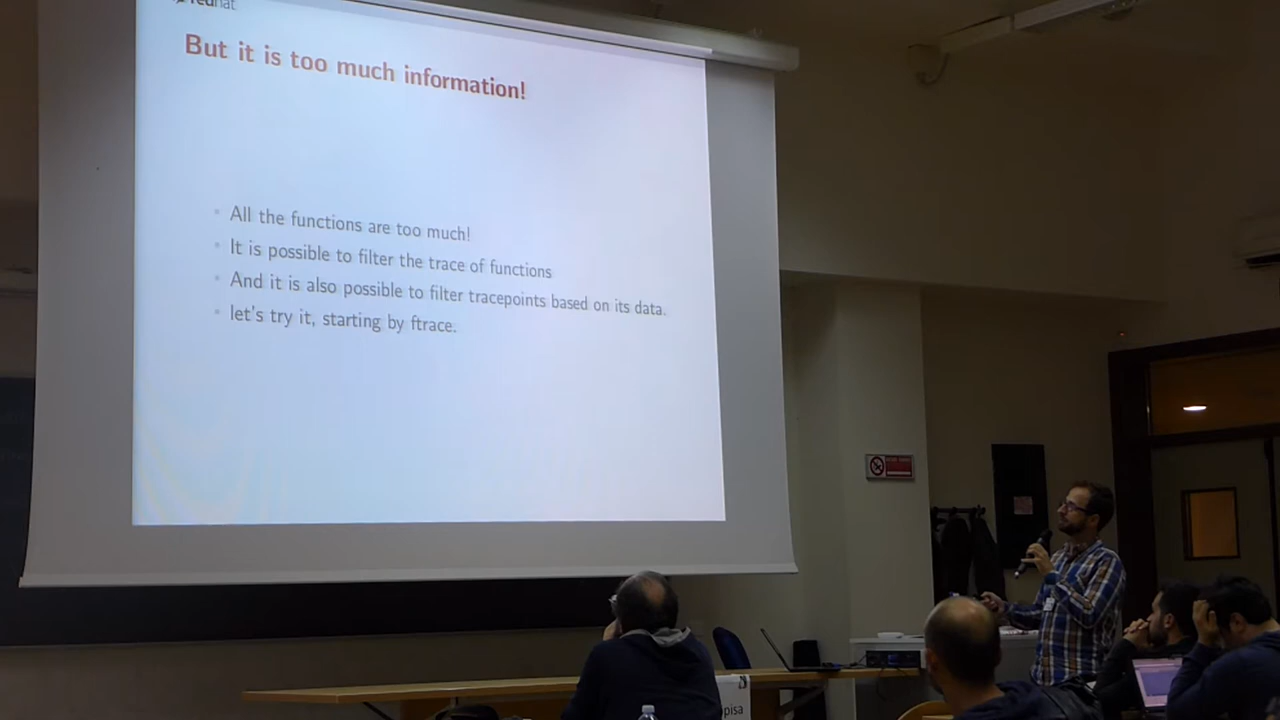 redhat
But it is too much information!
All the functions are too much!
It is possible to filter the trace of functions
And it is also possible to filter tracepoints based on its data.
let's try it, starting by ftrace.
pisa